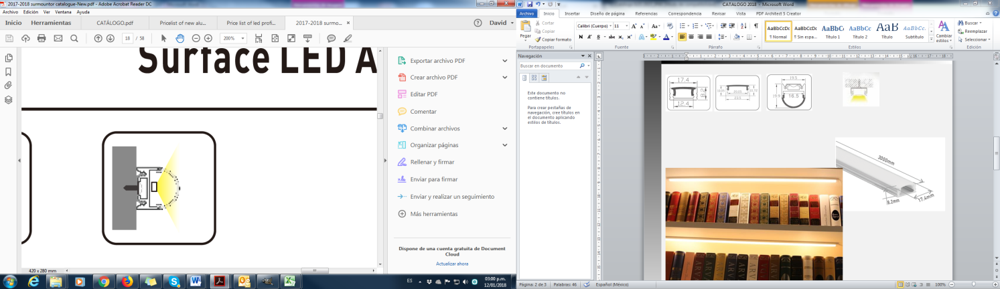 2017-2018 surmountor catalogue-New.pdf - Adobe Acrobat Reader DC
Archivo Edición Ver Ventana Ayuda
Inicio Herramientas CATÁLOGO.pdf Pricelist of new alu... Price list of led profi... 2017-2018 surmo... × David
18 / 58 200%
Surface LED A
Exportar archivo PDF
Crear archivo PDF
Editar PDF
Comentar
Combinar archivos
Organizar páginas
Rellenar y firmar
Enviar para firmar
Enviar y realizar un seguimiento
Más herramientas
Dispone de una cuenta gratuita de Document
Cloud
Actualizar ahora
420 x 280 mm
ES 03:00 p.m.
12/01/2018
CATALOGO 2018 - Microsoft Word
Archivo Inicio Insertar Diseño de página Referencias Correspondencia Revisar Vista PDF Architect 5 Creator
Cortar
Copiar
Copiar formato
Pegar
Portapapeles
Calibri (Cuerpo) 11
N K S abc x₂ x²
Fuente
Párrafo
AaBbCcDc AaBbCcDc AaBbC AaBbCc AaB AaBbCc.
¶ Normal ¶ Sin espa... Título 1 Título 2 Título Subtítulo
Cambiar
estilos
Estilos
Buscar
Reemplazar
Seleccionar
Edición
Navegación
Buscar en documento
Este documento no
contiene títulos.
Para crear pestañas de
navegación, cree títulos en
el documento aplicando
estilos de títulos.
17.4
8.2
12.4
19.5
16.5
3000mm
8.2mm
17.4mm
Página: 2 de 3 Palabras: 46 Español (México) 100%